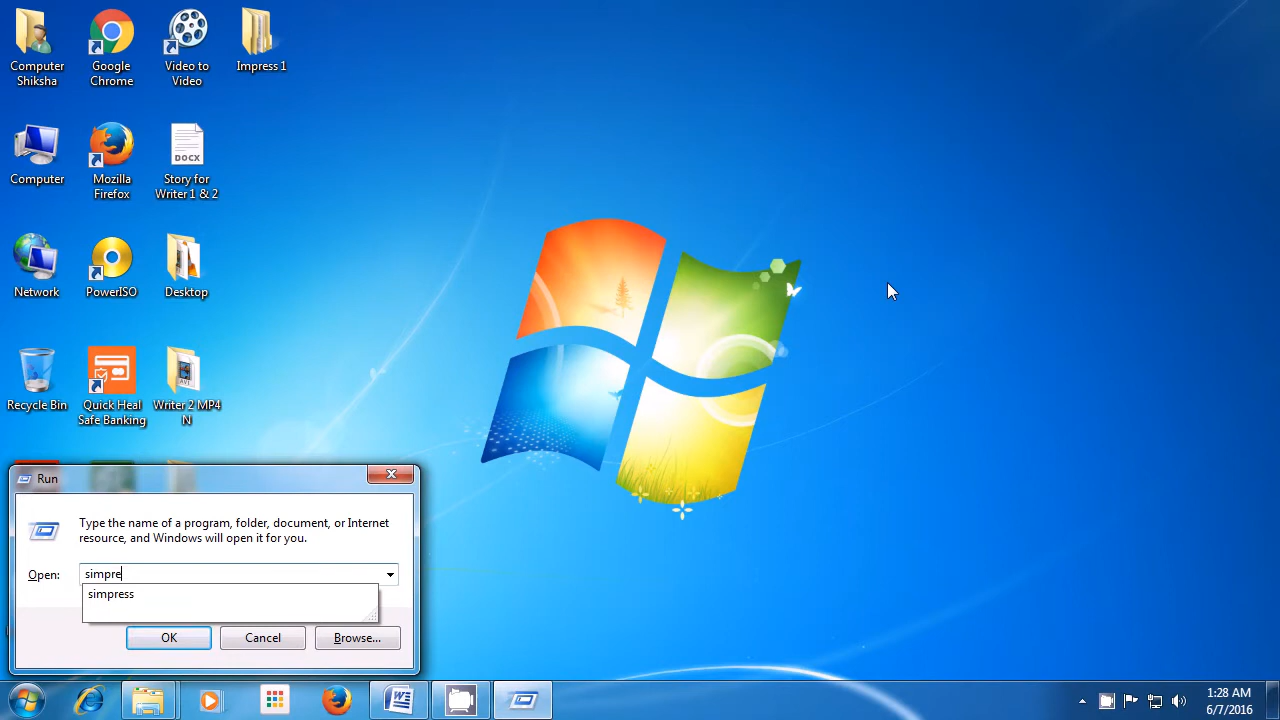 Computer Shiksha
Google Chrome
Video to Video
Impress 1
Computer
Mozilla Firefox
DOCX
Story for Writer 1 & 2
Network
PowerISO
Desktop
Recycle Bin
Quick Heal Safe Banking
Writer 2 MP4 N
Run
Type the name of a program, folder, document, or Internet
resource, and Windows will open it for you.
Open:
simpre
simpress
OK
Cancel
Browse...
1:28 AM
6/7/2016